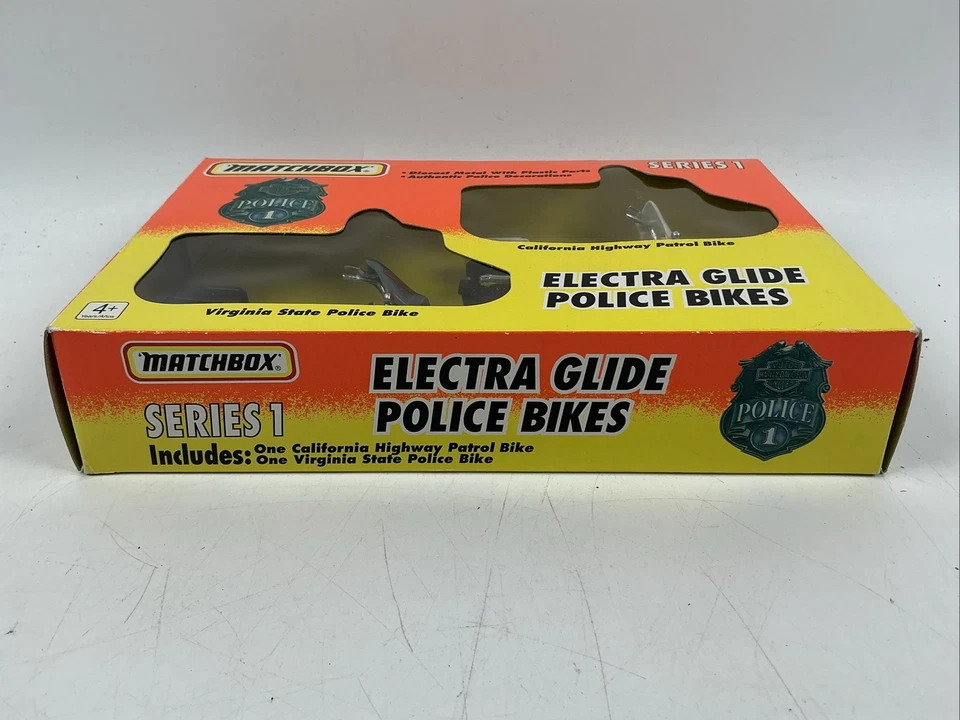 MATCHBOX®
SERIES 1
• Diecast Metal With Plastic Parts
• Authentic Police Decorations
POLICE
1
California Highway Patrol Bike
ELECTRA GLIDE
POLICE BIKES
Virginia State Police Bike
4+
Years/Años
MATCHBOX®
ELECTRA GLIDE
POLICE BIKES
SERIES 1
Includes: One California Highway Patrol Bike
One Virginia State Police Bike
POLICE
1